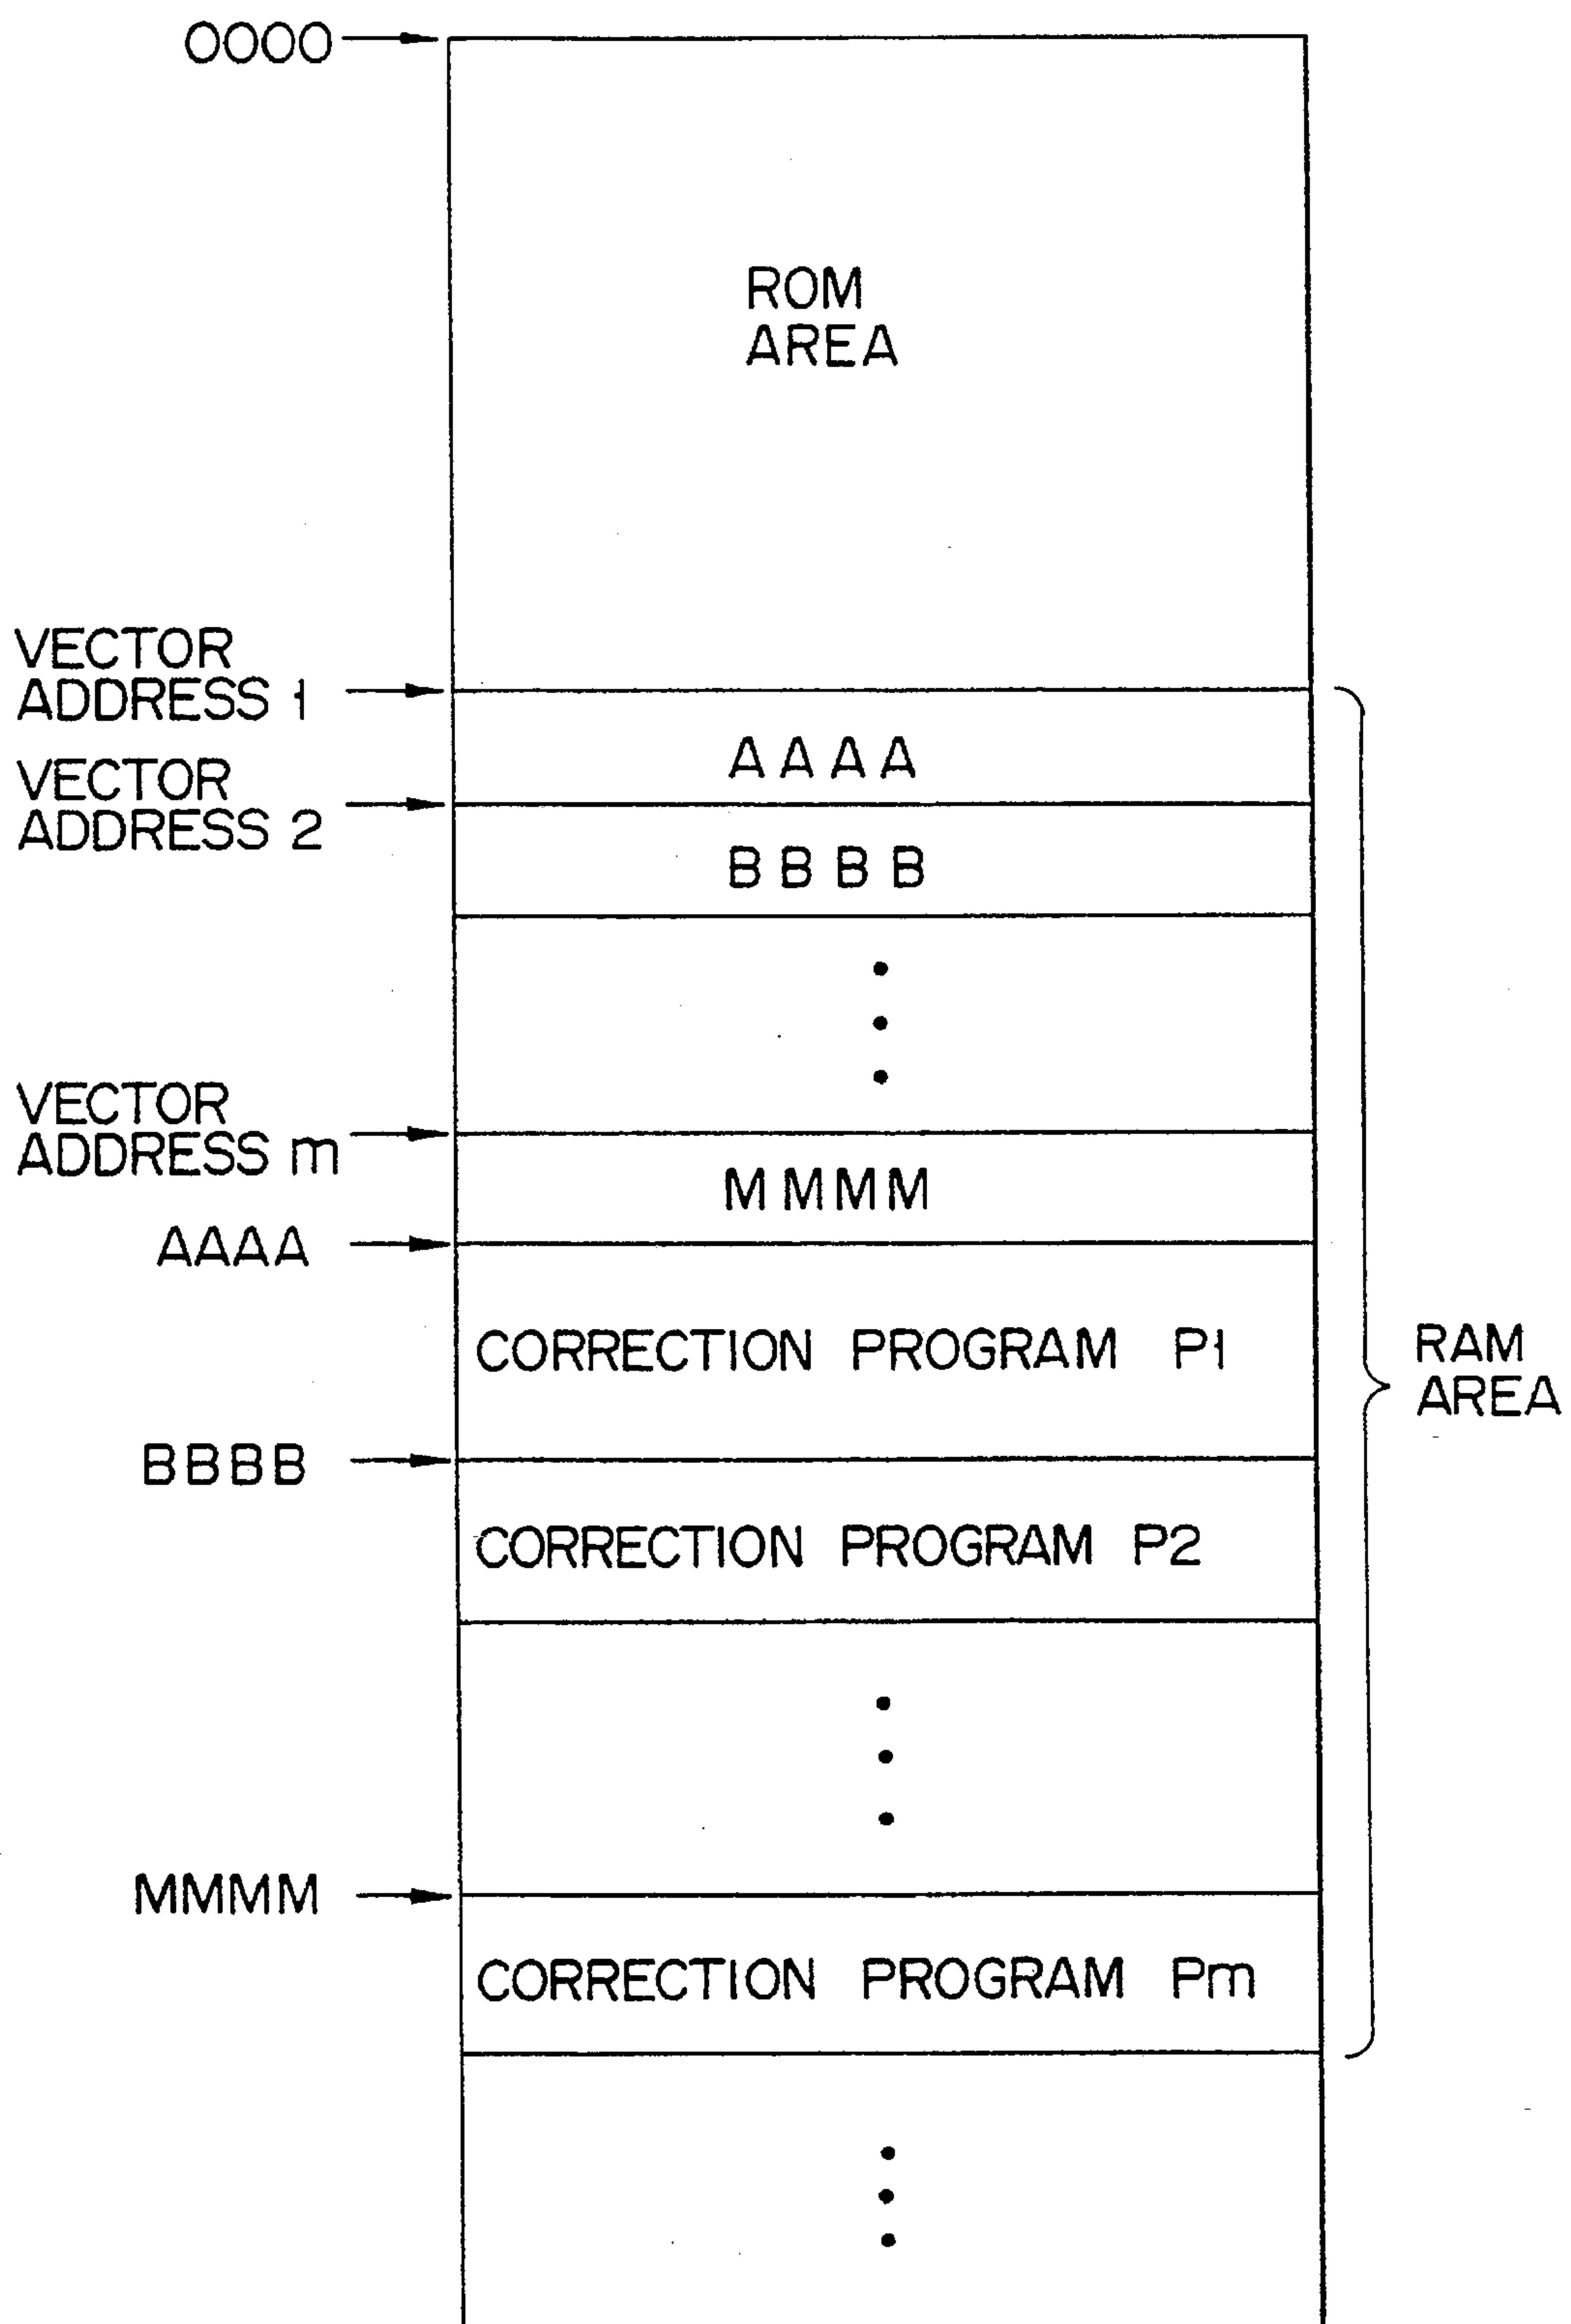 0000
ROM
AREA
VECTOR
ADDRESS 1
AAAA
VECTOR
ADDRESS 2
BBBB
VECTOR
ADDRESS m
MMMM
AAAA
CORRECTION PROGRAM P1
RAM
AREA
BBBB
CORRECTION PROGRAM P2
MMMM
CORRECTION PROGRAM Pm